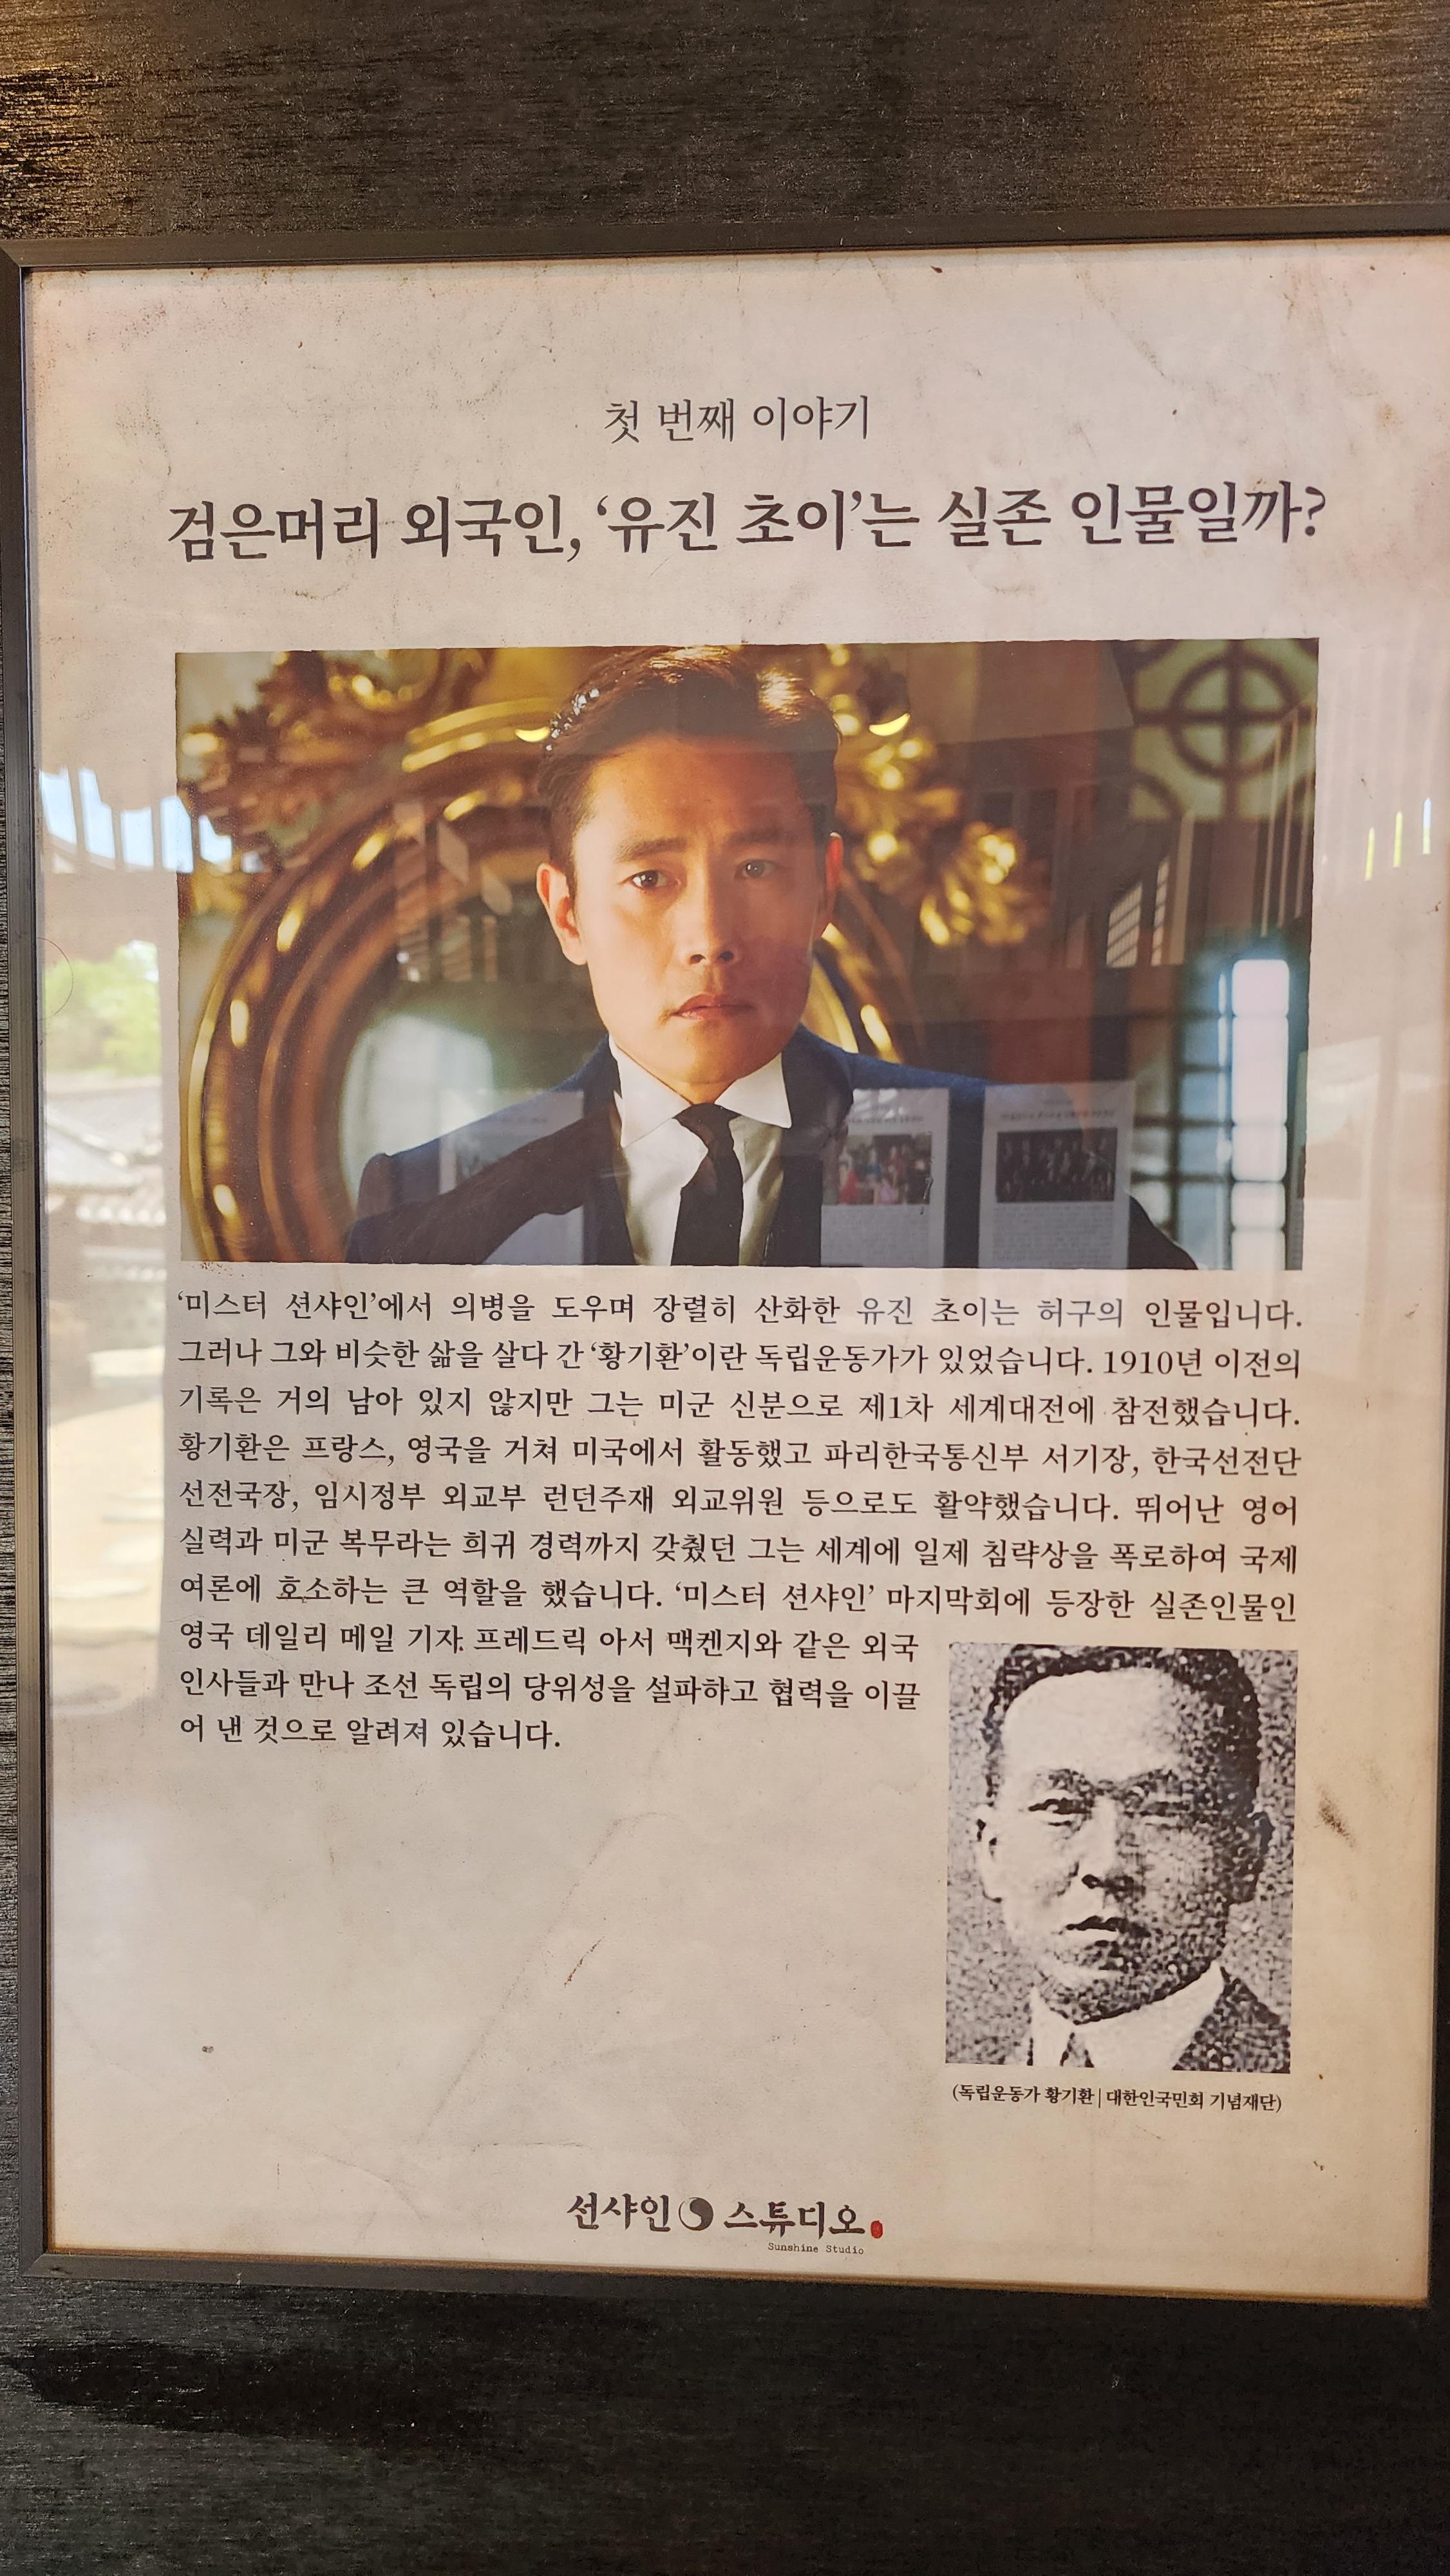 첫 번째 이야기
검은머리 외국인, ‘유진 초이’는 실존 인물일까?
‘미스터 션샤인’에서 의병을 도우며 장렬히 산화한 유진 초이는 허구의 인물입니다.
그러나 그와 비슷한 삶을 살다 간 ‘황기환’이란 독립운동가가 있었습니다. 1910년 이전의
기록은 거의 남아 있지 않지만 그는 미군 신분으로 제1차 세계대전에 참전했습니다.
황기환은 프랑스, 영국을 거쳐 미국에서 활동했고 파리한국통신부 서기장, 한국선전단
선전국장, 임시정부 외교부 런던주재 외교위원 등으로도 활약했습니다. 뛰어난 영어
실력과 미군 복무라는 희귀 경력까지 갖췄던 그는 세계에 일제 침략상을 폭로하여 국제
여론에 호소하는 큰 역할을 했습니다. ‘미스터 션샤인’ 마지막회에 등장한 실존인물인
영국 데일리 메일 기자 프레드릭 아서 맥켄지와 같은 외국
인사들과 만나 조선 독립의 당위성을 설파하고 협력을 이끌
어 낸 것으로 알려져 있습니다.
(독립운동가 황기환 | 대한인국민회 기념재단)
선샤인 스튜디오
Sunshine Studio